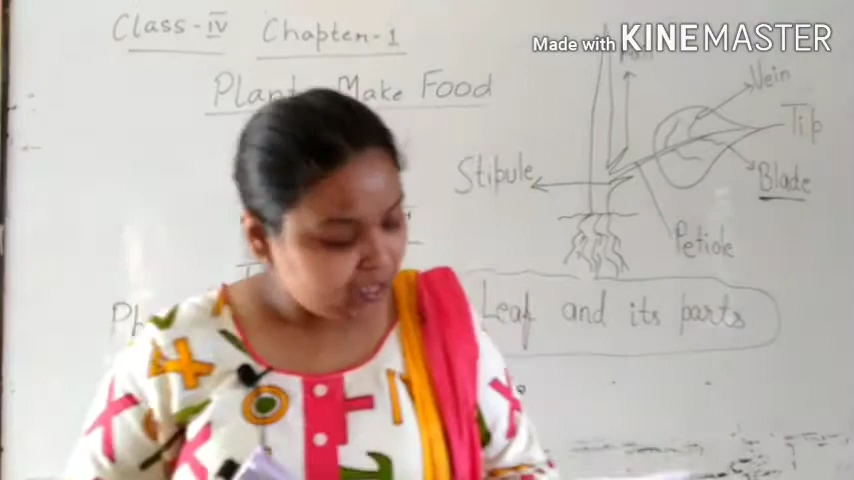 Class-IV Chapter-1
Made with KINEMASTER
Make Food
Vein
Tip
Stipule
Blade
Petiole
Leaf and its parts